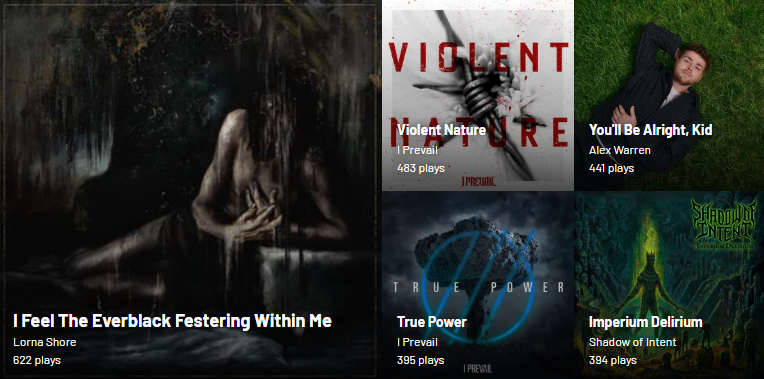 I Feel The Everblack Festering Within Me
Lorna Shore
622 plays
VIOLENT
NATURE
Violent Nature
I Prevail
483 plays
I PREVAIL
You'll Be Alright, Kid
Alex Warren
441 plays
TRUE POWER
True Power
I Prevail
395 plays
I PREVAIL
SHADOW OF
INTENT
IMPERIUM DELIRIUM
Imperium Delirium
Shadow of Intent
394 plays